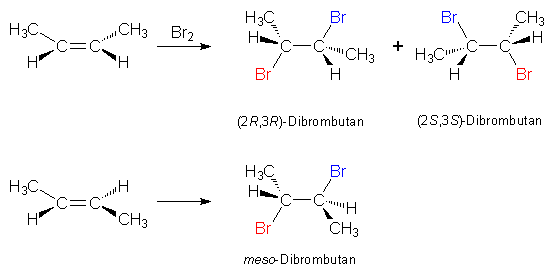 H₃C CH₃ Br₂ H₃C Br Br CH₃
C=C H C C + C C H
H H Br H CH₃ H₃C H Br
(2R,3R)-Dibrombutan (2S,3S)-Dibrombutan
H₃C H H₃C Br
C=C H C C H
H CH₃ Br CH₃
meso-Dibrombutan